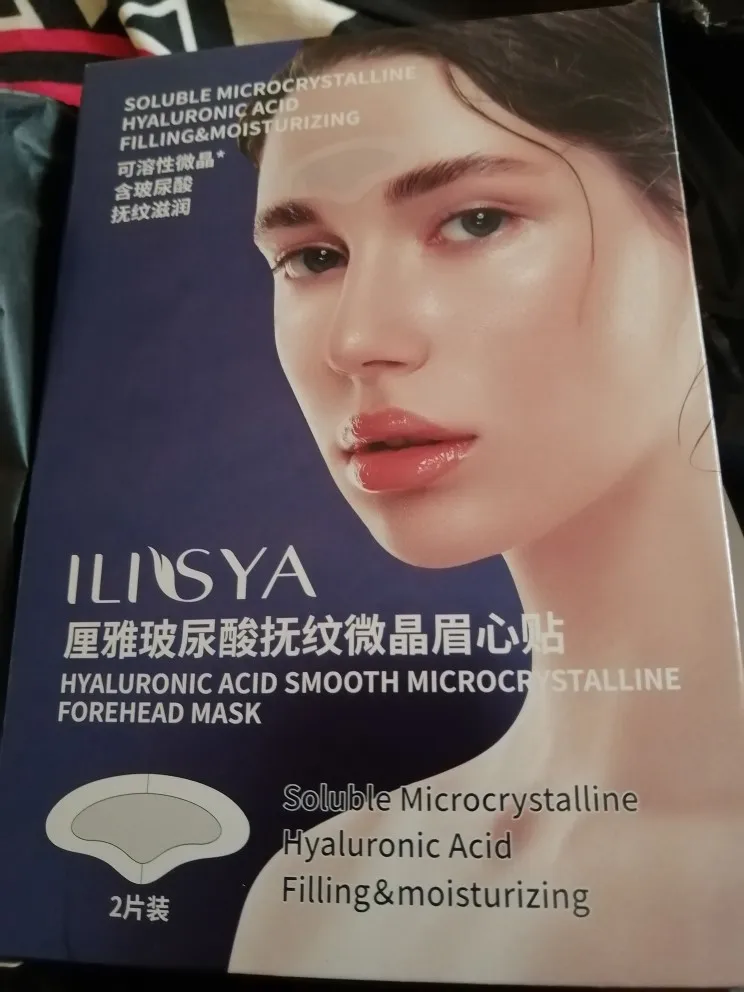 SOLUBLE MICROCRYSTALLINE
HYALURONIC ACID
FILLING&MOISTURIZING
可溶性微晶*
含玻尿酸
抚纹滋润
ILISYA
厘雅玻尿酸抚纹微晶眉心贴
HYALURONIC ACID SMOOTH MICROCRYSTALLINE
FOREHEAD MASK
Soluble Microcrystalline
Hyaluronic Acid
Filling&moisturizing
2片装